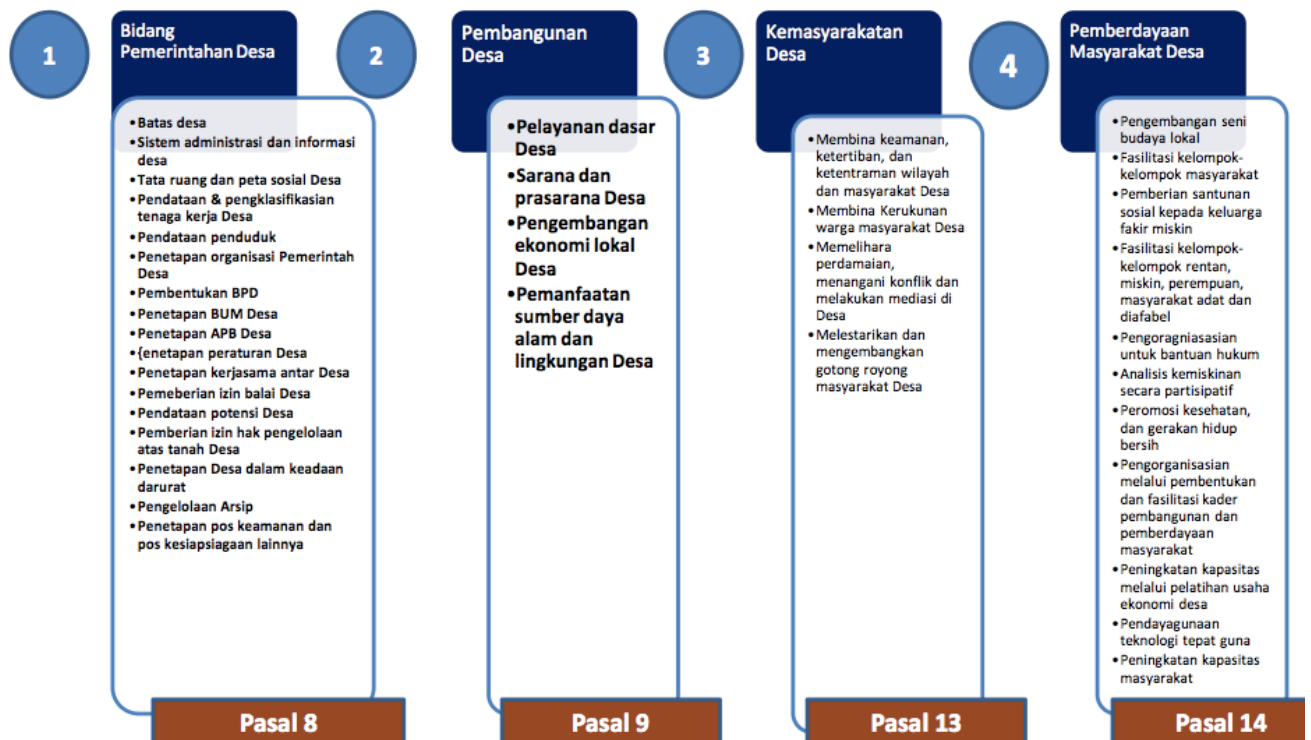 1
Bidang
Pemerintahan Desa
•Batas desa
•Sistem administrasi dan informasi
desa
•Tata ruang dan peta sosial Desa
•Pendataan & pengklasifikasian
tenaga kerja Desa
•Pendataan penduduk
•Penetapan organisasi Pemerintah
Desa
•Pembentukan BPD
•Penetapan BUM Desa
•Penetapan APB Desa
•{enetapan peraturan Desa
•Penetapan kerjasama antar Desa
•Pemeberian izin balai Desa
•Pendataan potensi Desa
•Pemberian izin hak pengelolaan
atas tanah Desa
•Penetapan Desa dalam keadaan
darurat
•Pengelolaan Arsip
•Penetapan pos keamanan dan
pos kesiapsiagaan lainnya
Pasal 8
2
Pembangunan
Desa
•Pelayanan dasar
Desa
•Sarana dan
prasarana Desa
•Pengembangan
ekonomi lokal
Desa
•Pemanfaatan
sumber daya
alam dan
lingkungan Desa
Pasal 9
3
Kemasyarakatan
Desa
•Membina keamanan,
ketertiban, dan
ketentraman wilayah
dan masyarakat Desa
•Membina Kerukunan
warga masyarakat Desa
•Memelihara
perdamaian,
menangani konflik dan
melakukan mediasi di
Desa
•Melestarikan dan
mengembangkan
gotong royong
masyarakat Desa
Pasal 13
4
Pemberdayaan
Masyarakat Desa
•Pengembangan seni
budaya lokal
•Fasilitasi kelompok-
kelompok masyarakat
•Pemberian santunan
sosial kepada keluarga
fakir miskin
•Fasilitasi kelompok-
kelompok rentan,
miskin, perempuan,
masyarakat adat dan
diafabel
•Pengoragniasasian
untuk bantuan hukum
•Analisis kemiskinan
secara partisipatif
•Peromosi kesehatan,
dan gerakan hidup
bersih
•Pengorganisasian
melalui pembentukan
dan fasilitasi kader
pembangunan dan
pemberdayaan
masyarakat
•Peningkatan kapasitas
melalui pelatihan usaha
ekonomi desa
•Pendayagunaan
teknologi tepat guna
•Peningkatan kapasitas
masyarakat
Pasal 14